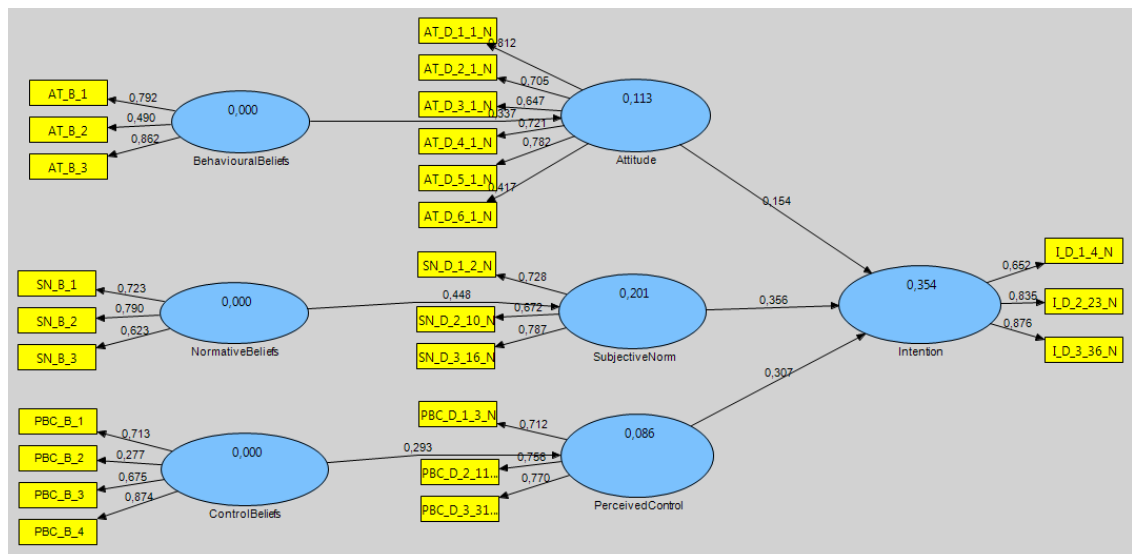 AT_B_1
0,792
AT_B_2
0,490
AT_B_3
0,862
0,000
BehaviouralBeliefs
0,337
AT_D_1_1_N
0,812
AT_D_2_1_N
0,705
AT_D_3_1_N
0,647
AT_D_4_1_N
0,721
AT_D_5_1_N
0,782
AT_D_6_1_N
0,417
0,113
Attitude
0,154
SN_B_1
0,723
SN_B_2
0,790
SN_B_3
0,623
0,000
NormativeBeliefs
0,448
SN_D_1_2_N
0,728
SN_D_2_10_N
0,672
SN_D_3_16_N
0,787
0,201
SubjectiveNorm
0,356
PBC_B_1
0,713
PBC_B_2
0,277
PBC_B_3
0,675
PBC_B_4
0,874
0,000
ControlBeliefs
0,293
PBC_D_1_3_N
0,712
PBC_D_2_11...
0,756
PBC_D_3_31...
0,770
0,086
PerceivedControl
0,307
0,354
Intention
I_D_1_4_N
0,652
I_D_2_23_N
0,835
I_D_3_36_N
0,876